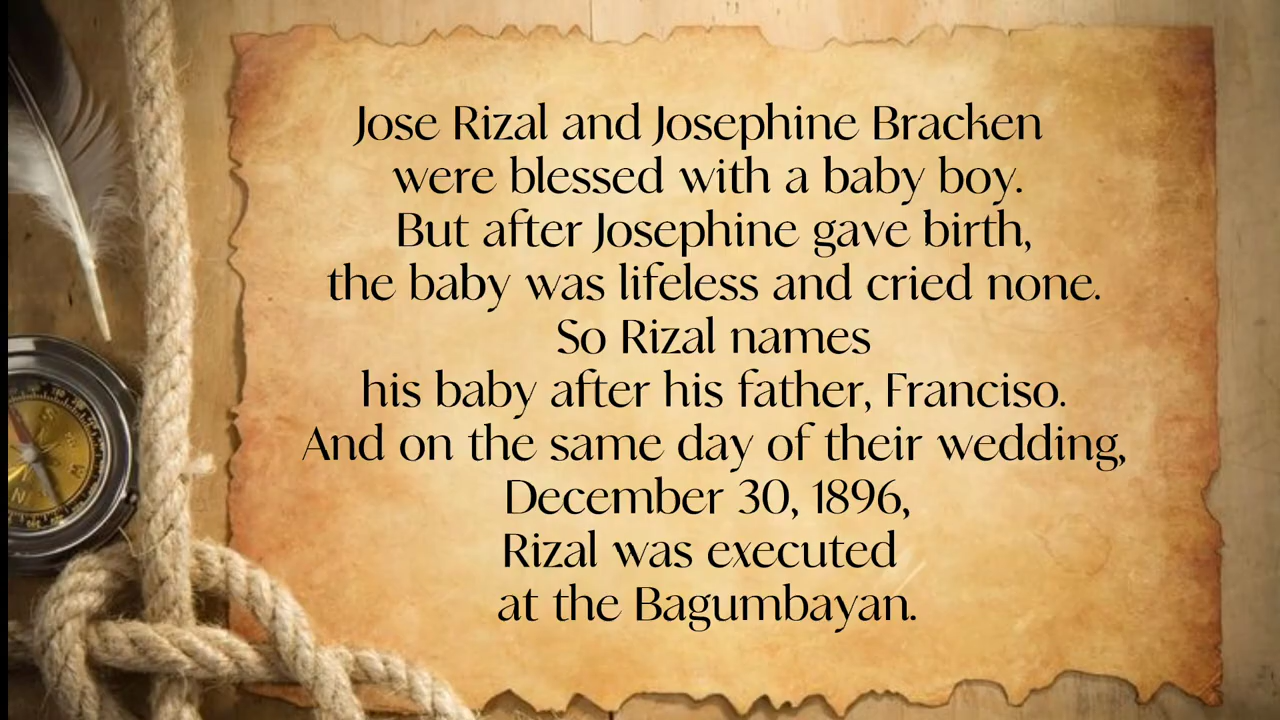 Jose Rizal and Josephine Bracken
were blessed with a baby boy.
But after Josephine gave birth,
the baby was lifeless and cried none.
So Rizal names
his baby after his father, Franciso.
And on the same day of their wedding,
December 30, 1896,
Rizal was executed
at the Bagumbayan.